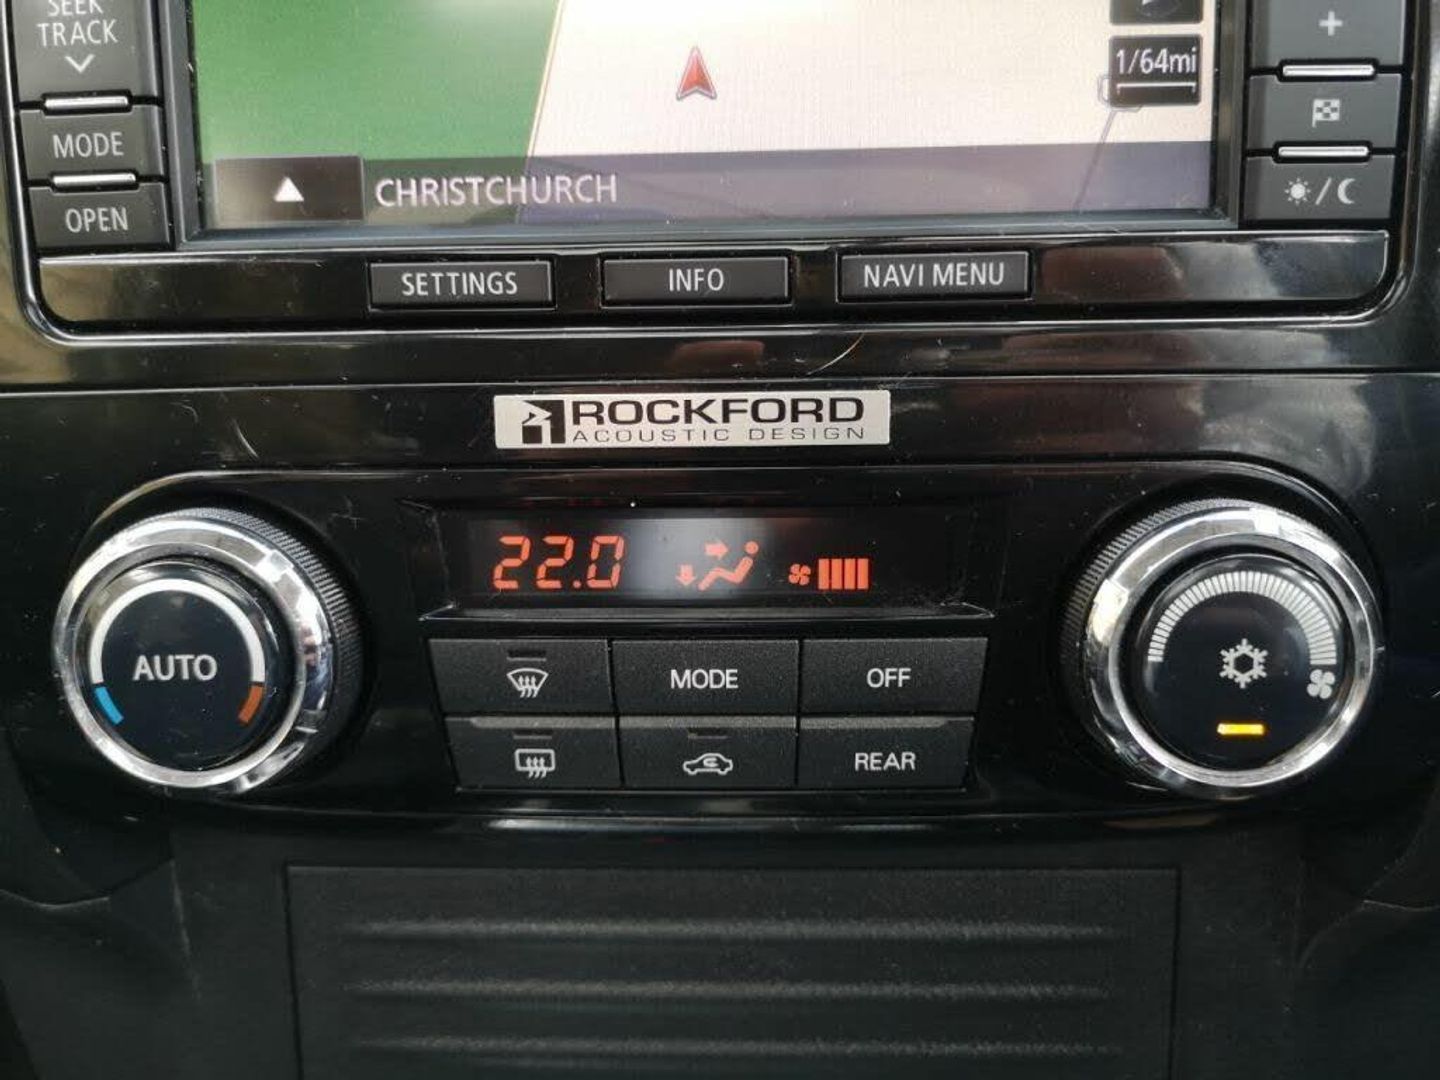 SEEK
TRACK
MODE
OPEN
1/64mi
CHRISTCHURCH
SETTINGS
INFO
NAVI MENU
ROCKFORD
ACOUSTIC DESIGN
22.0
AUTO
MODE
OFF
REAR